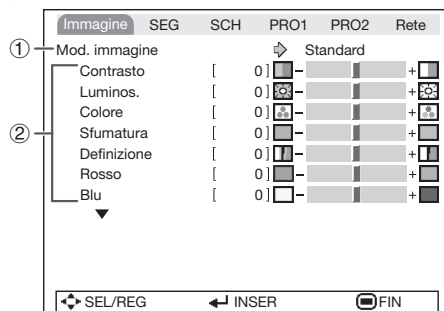 Immagine SEG SCH PRO1 PRO2 Rete
① Mod. immagine Standard
② Contrasto [ 0 ] – +
Luminos. [ 0 ] – +
Colore [ 0 ] – +
Sfumatura [ 0 ] – +
Definizione [ 0 ] – +
Rosso [ 0 ] – +
Blu [ 0 ] – +
SEL/REG INSER FIN